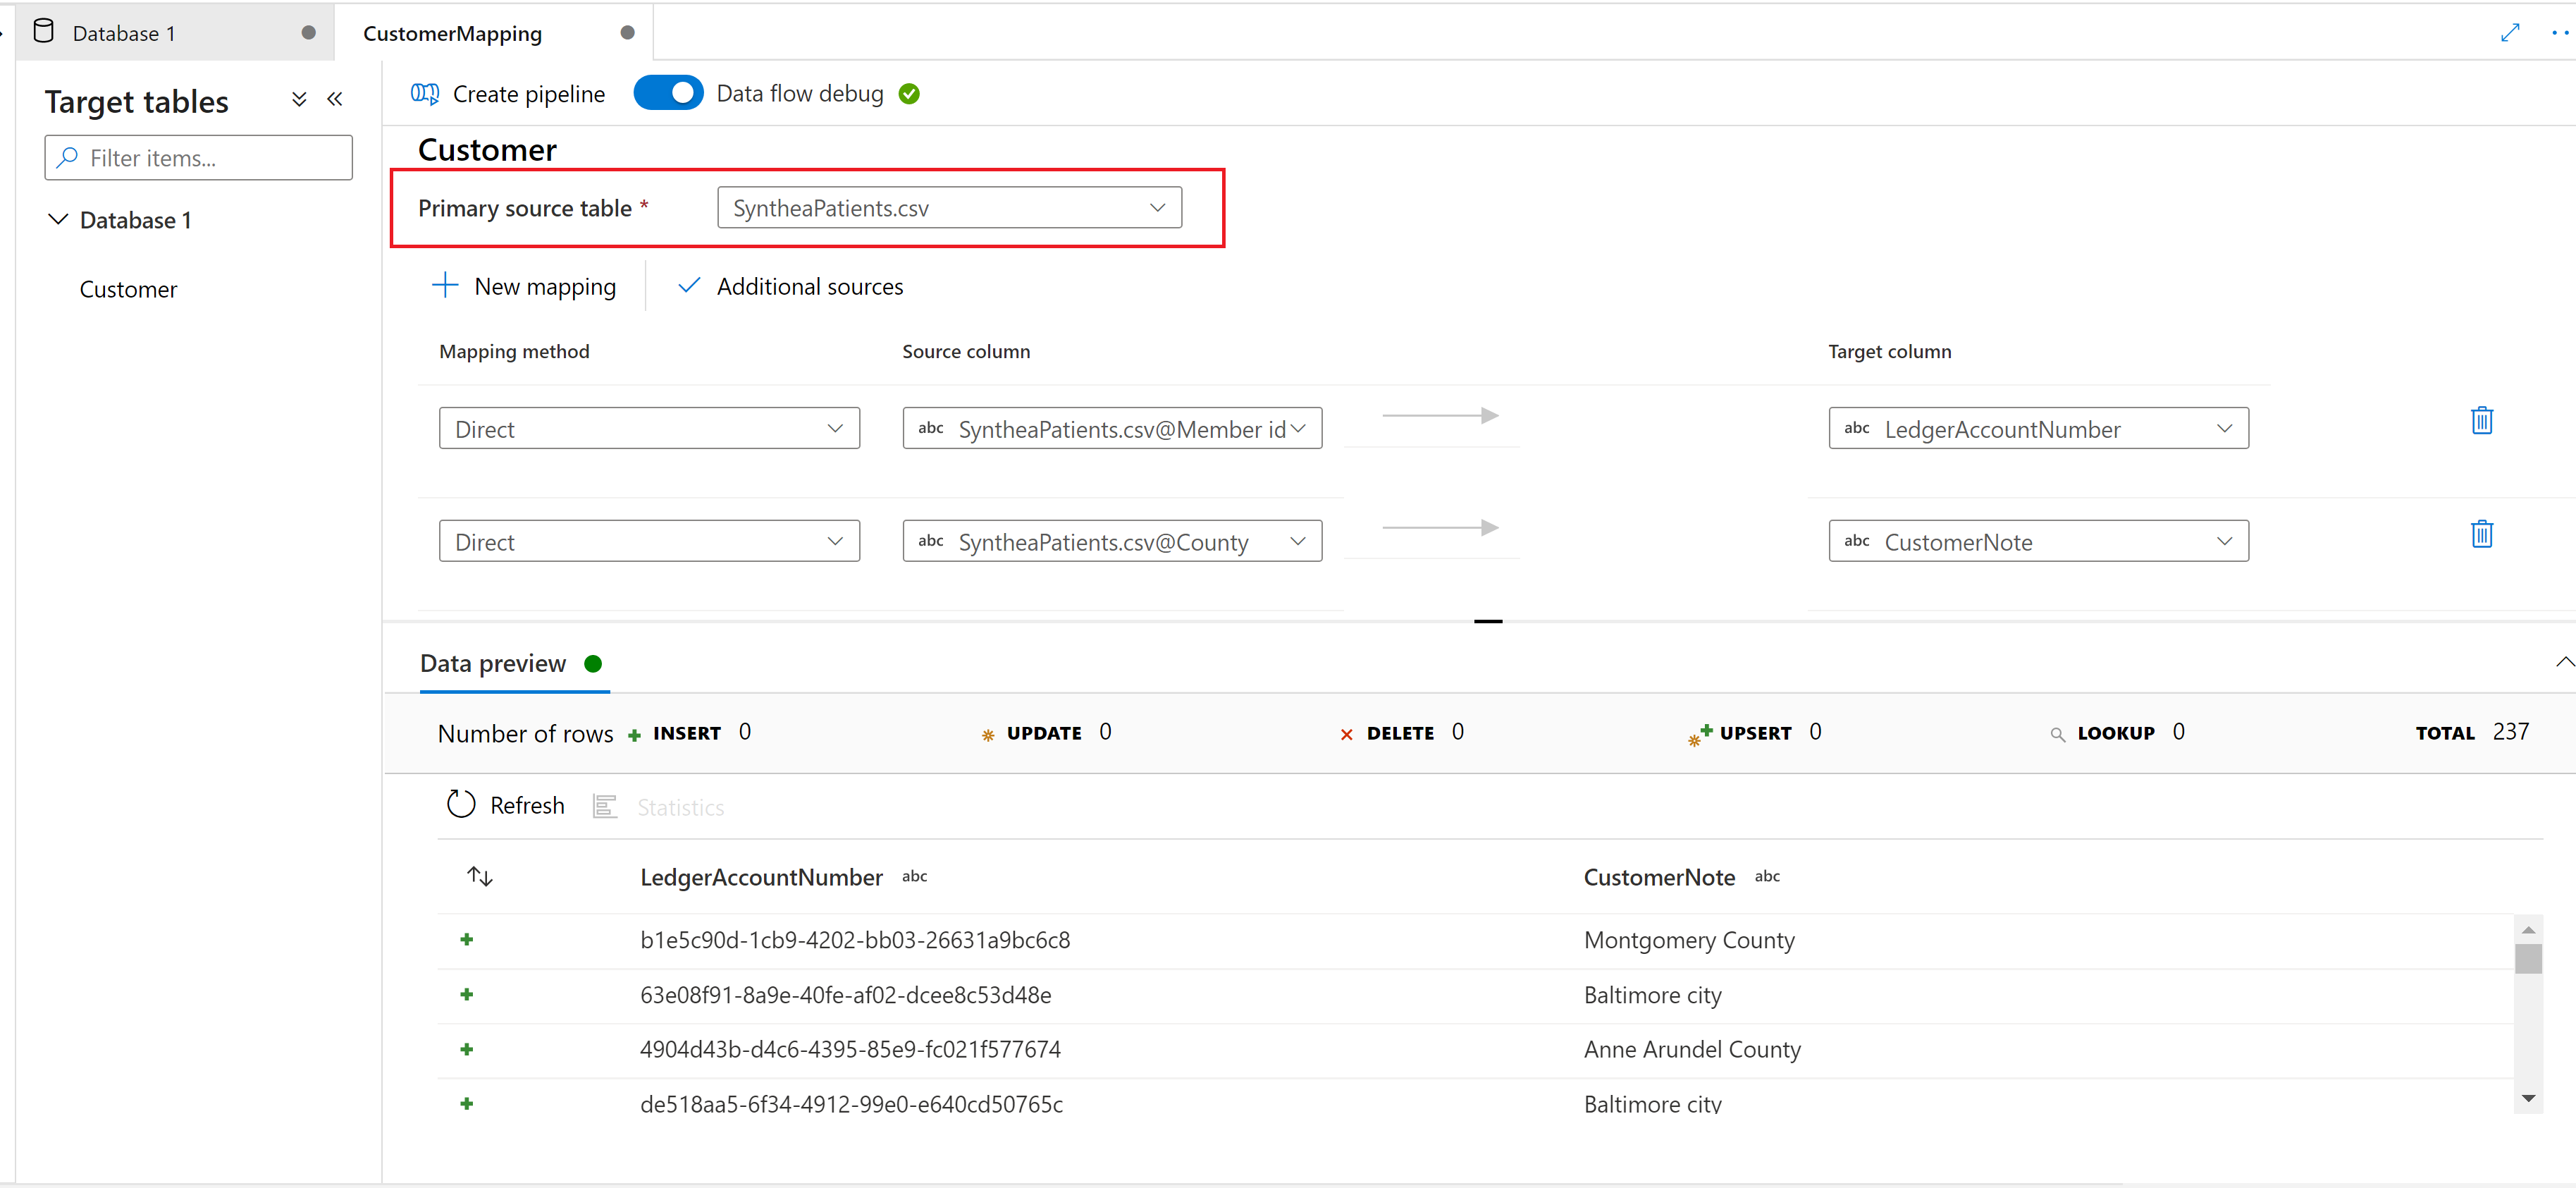 Database 1
CustomerMapping
Target tables
Filter items...
Database 1
Customer
Create pipeline
Data flow debug
Customer
Primary source table *
SyntheaPatients.csv
New mapping
Additional sources
Mapping method
Source column
Target column
Direct
abc SyntheaPatients.csv@Member id
abc LedgerAccountNumber
Direct
abc SyntheaPatients.csv@County
abc CustomerNote
Data preview
Number of rows
INSERT 0
UPDATE 0
DELETE 0
UPSERT 0
LOOKUP 0
TOTAL 237
Refresh
Statistics
LedgerAccountNumber abc
CustomerNote abc
b1e5c90d-1cb9-4202-bb03-26631a9bc6c8
Montgomery County
63e08f91-8a9e-40fe-af02-dcee8c53d48e
Baltimore city
4904d43b-d4c6-4395-85e9-fc021f577674
Anne Arundel County
de518aa5-6f34-4912-99e0-e640cd50765c
Baltimore city